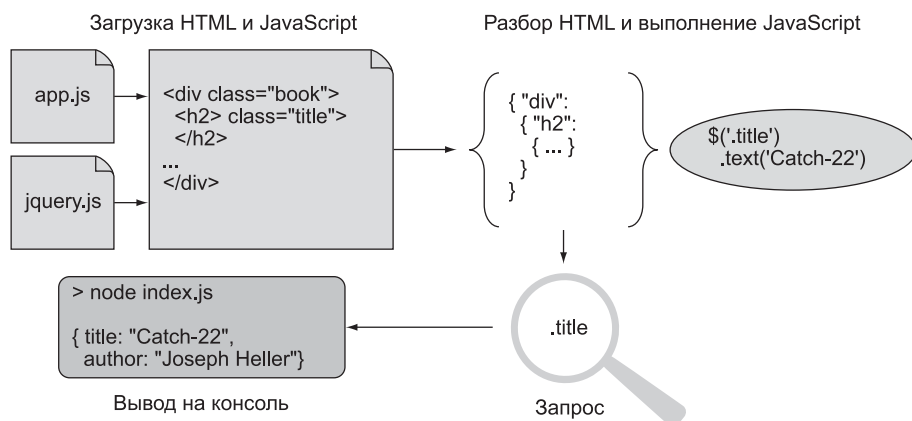 Загрузка HTML и JavaScript
Разбор HTML и выполнение JavaScript
app.js
jquery.js
<div class="book">
<h2> class="title">
</h2>
...
</div>
{ "div":
{ "h2":
{ ... }
}
}
$('.title')
.text('Catch-22')
> node index.js
{ title: "Catch-22",
author: "Joseph Heller"}
Вывод на консоль
.title
Запрос